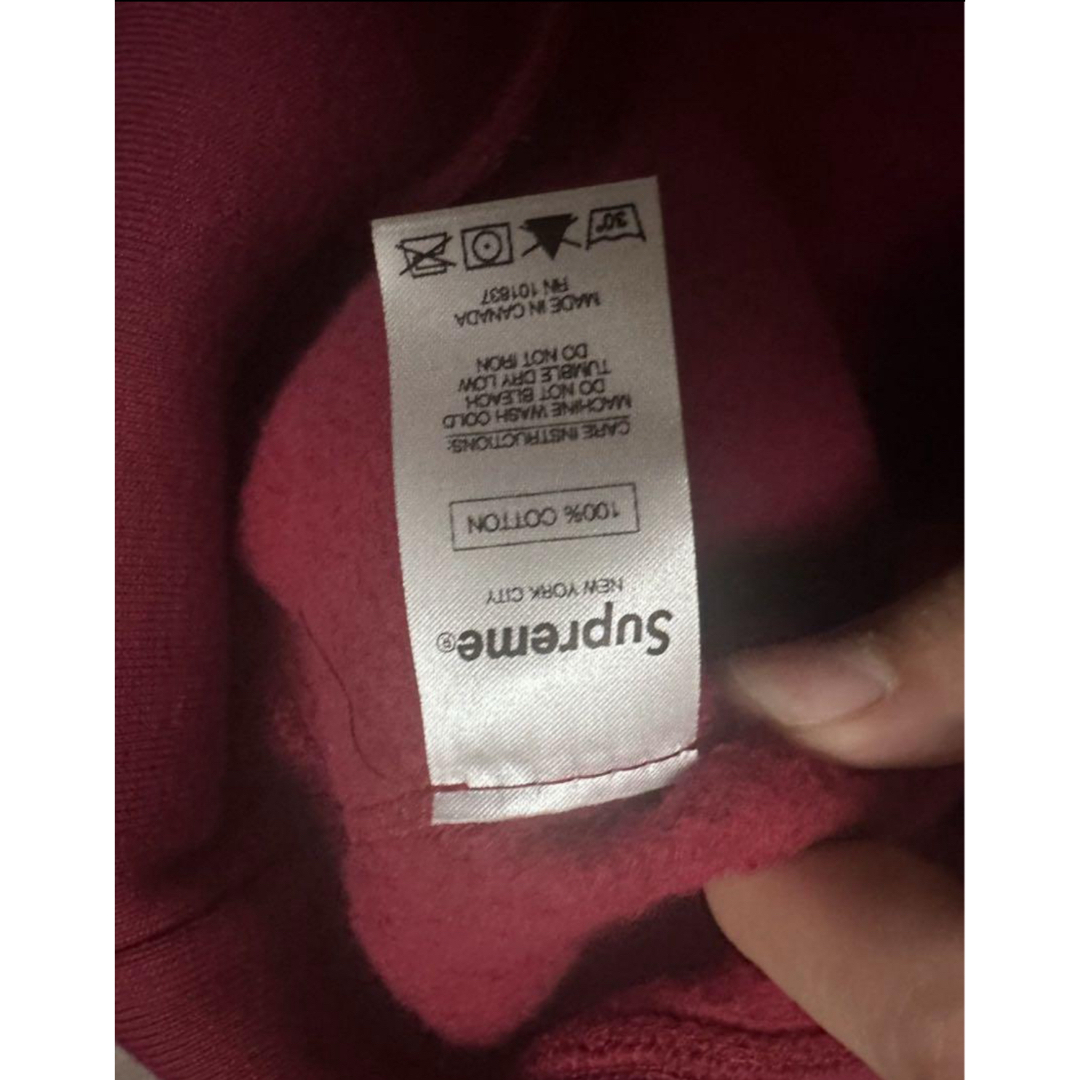 Supreme®
NEW YORK CITY
100% COTTON
CARE INSTRUCTIONS:
MACHINE WASH COLD
DO NOT BLEACH
TUMBLE DRY LOW
DO NOT IRON
MADE IN CANADA
RN 101837
30°